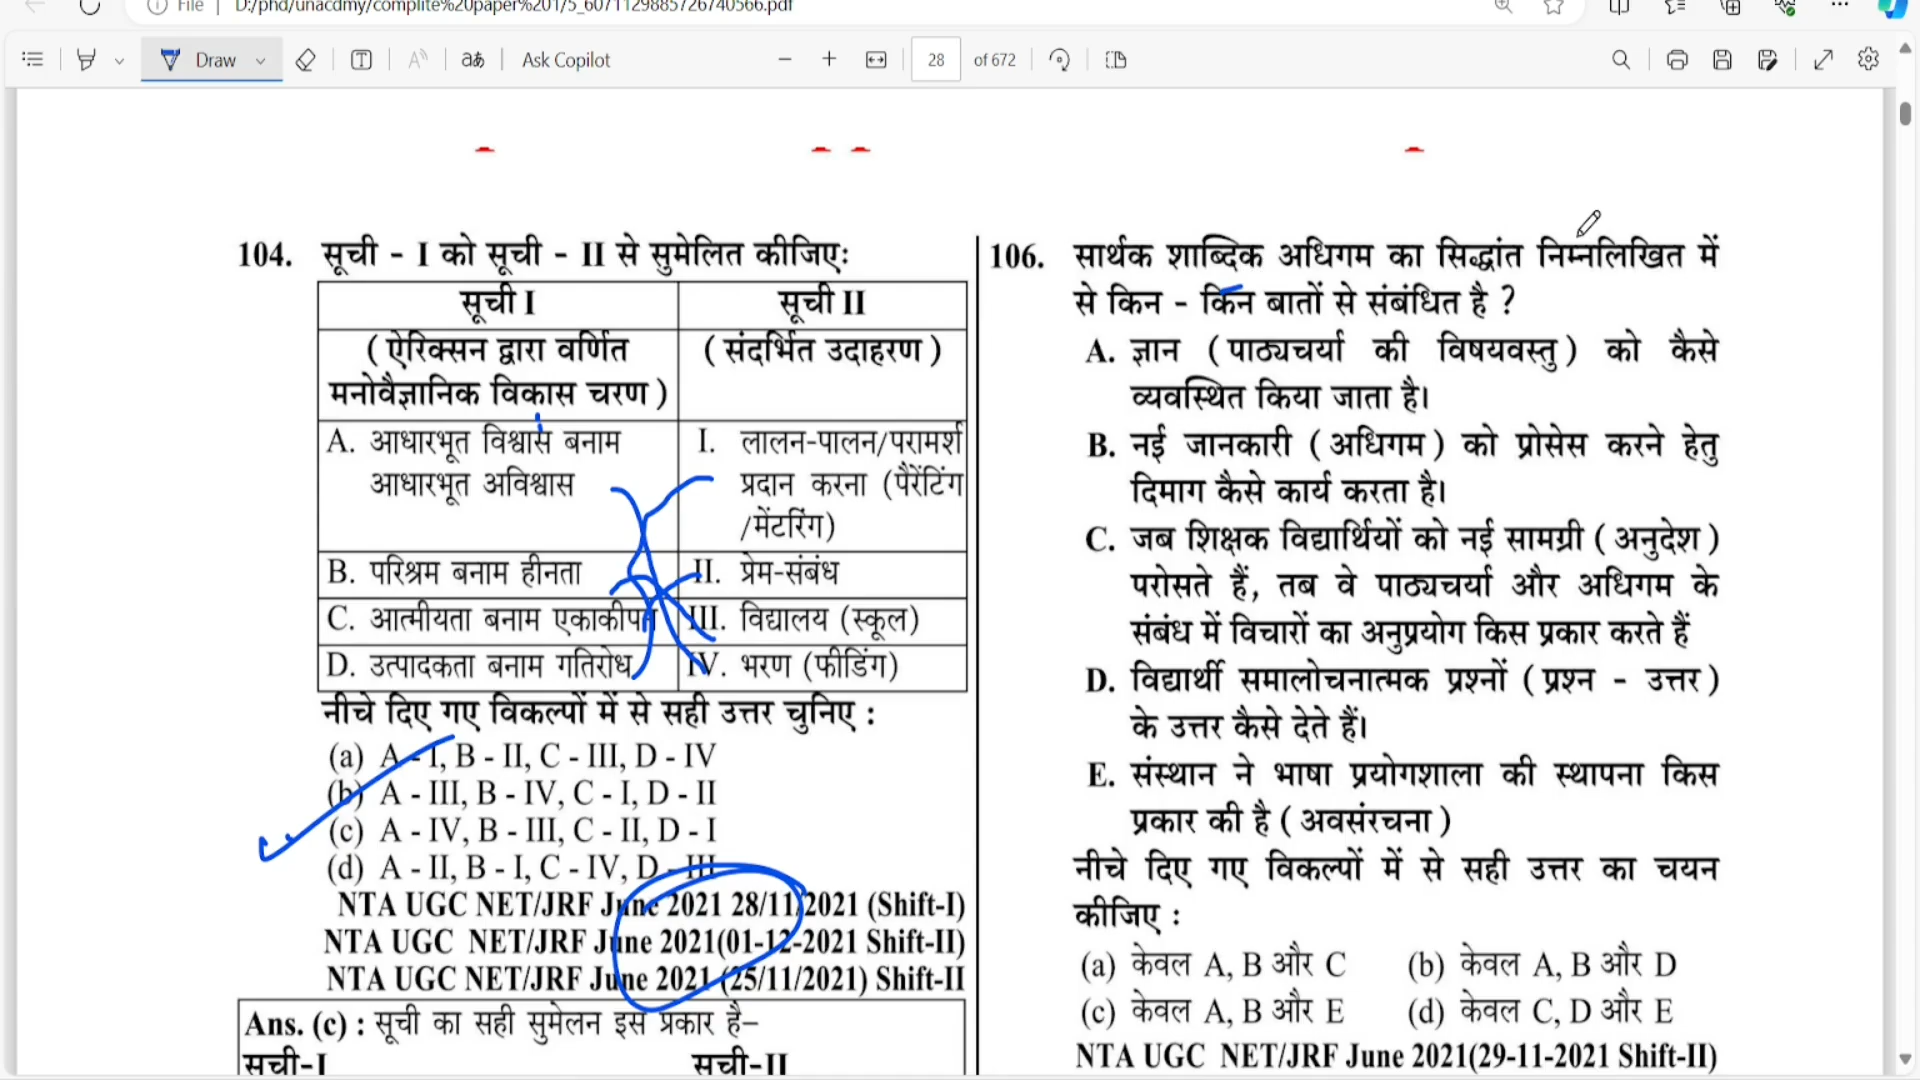 File
D:/phd/unacdmy/complite%20paper%201/5_6071129885726740566.pdf
Draw
aあ
Ask Copilot
28
of 672
104. सूची - I को सूची - II से सुमेलित कीजिए:
सूची I
सूची II
(ऐरिक्सन द्वारा वर्णित
मनोवैज्ञानिक विकास चरण)
(संदर्भित उदाहरण)
A. आधारभूत विश्वास बनाम
आधारभूत अविश्वास
I. लालन-पालन/परामर्श
प्रदान करना (पैरेंटिंग
/मेंटरिंग)
B. परिश्रम बनाम हीनता
II. प्रेम-संबंध
C. आत्मीयता बनाम एकाकीपन
III. विद्यालय (स्कूल)
D. उत्पादकता बनाम गतिरोध
IV. भरण (फीडिंग)
नीचे दिए गए विकल्पों में से सही उत्तर चुनिए :
(a) A - I, B - II, C - III, D - IV
(b) A - III, B - IV, C - I, D - II
(c) A - IV, B - III, C - II, D - I
(d) A - II, B - I, C - IV, D - III
NTA UGC NET/JRF June 2021 28/11/2021 (Shift-I)
NTA UGC NET/JRF June 2021(01-12-2021 Shift-II)
NTA UGC NET/JRF June 2021 (25/11/2021) Shift-II
Ans. (c) : सूची का सही सुमेलन इस प्रकार है–
सूची-I
सूची-II
106. सार्थक शाब्दिक अधिगम का सिद्धांत निम्नलिखित में
से किन - किन बातों से संबंधित है ?
A. ज्ञान (पाठ्यचर्या की विषयवस्तु) को कैसे
व्यवस्थित किया जाता है।
B. नई जानकारी (अधिगम) को प्रोसेस करने हेतु
दिमाग कैसे कार्य करता है।
C. जब शिक्षक विद्यार्थियों को नई सामग्री (अनुदेश)
परोसते हैं, तब वे पाठ्यचर्या और अधिगम के
संबंध में विचारों का अनुप्रयोग किस प्रकार करते हैं
D. विद्यार्थी समालोचनात्मक प्रश्नों (प्रश्न - उत्तर)
के उत्तर कैसे देते हैं।
E. संस्थान ने भाषा प्रयोगशाला की स्थापना किस
प्रकार की है (अवसंरचना)
नीचे दिए गए विकल्पों में से सही उत्तर का चयन
कीजिए :
(a) केवल A, B और C
(b) केवल A, B और D
(c) केवल A, B और E
(d) केवल C, D और E
NTA UGC NET/JRF June 2021(29-11-2021 Shift-II)